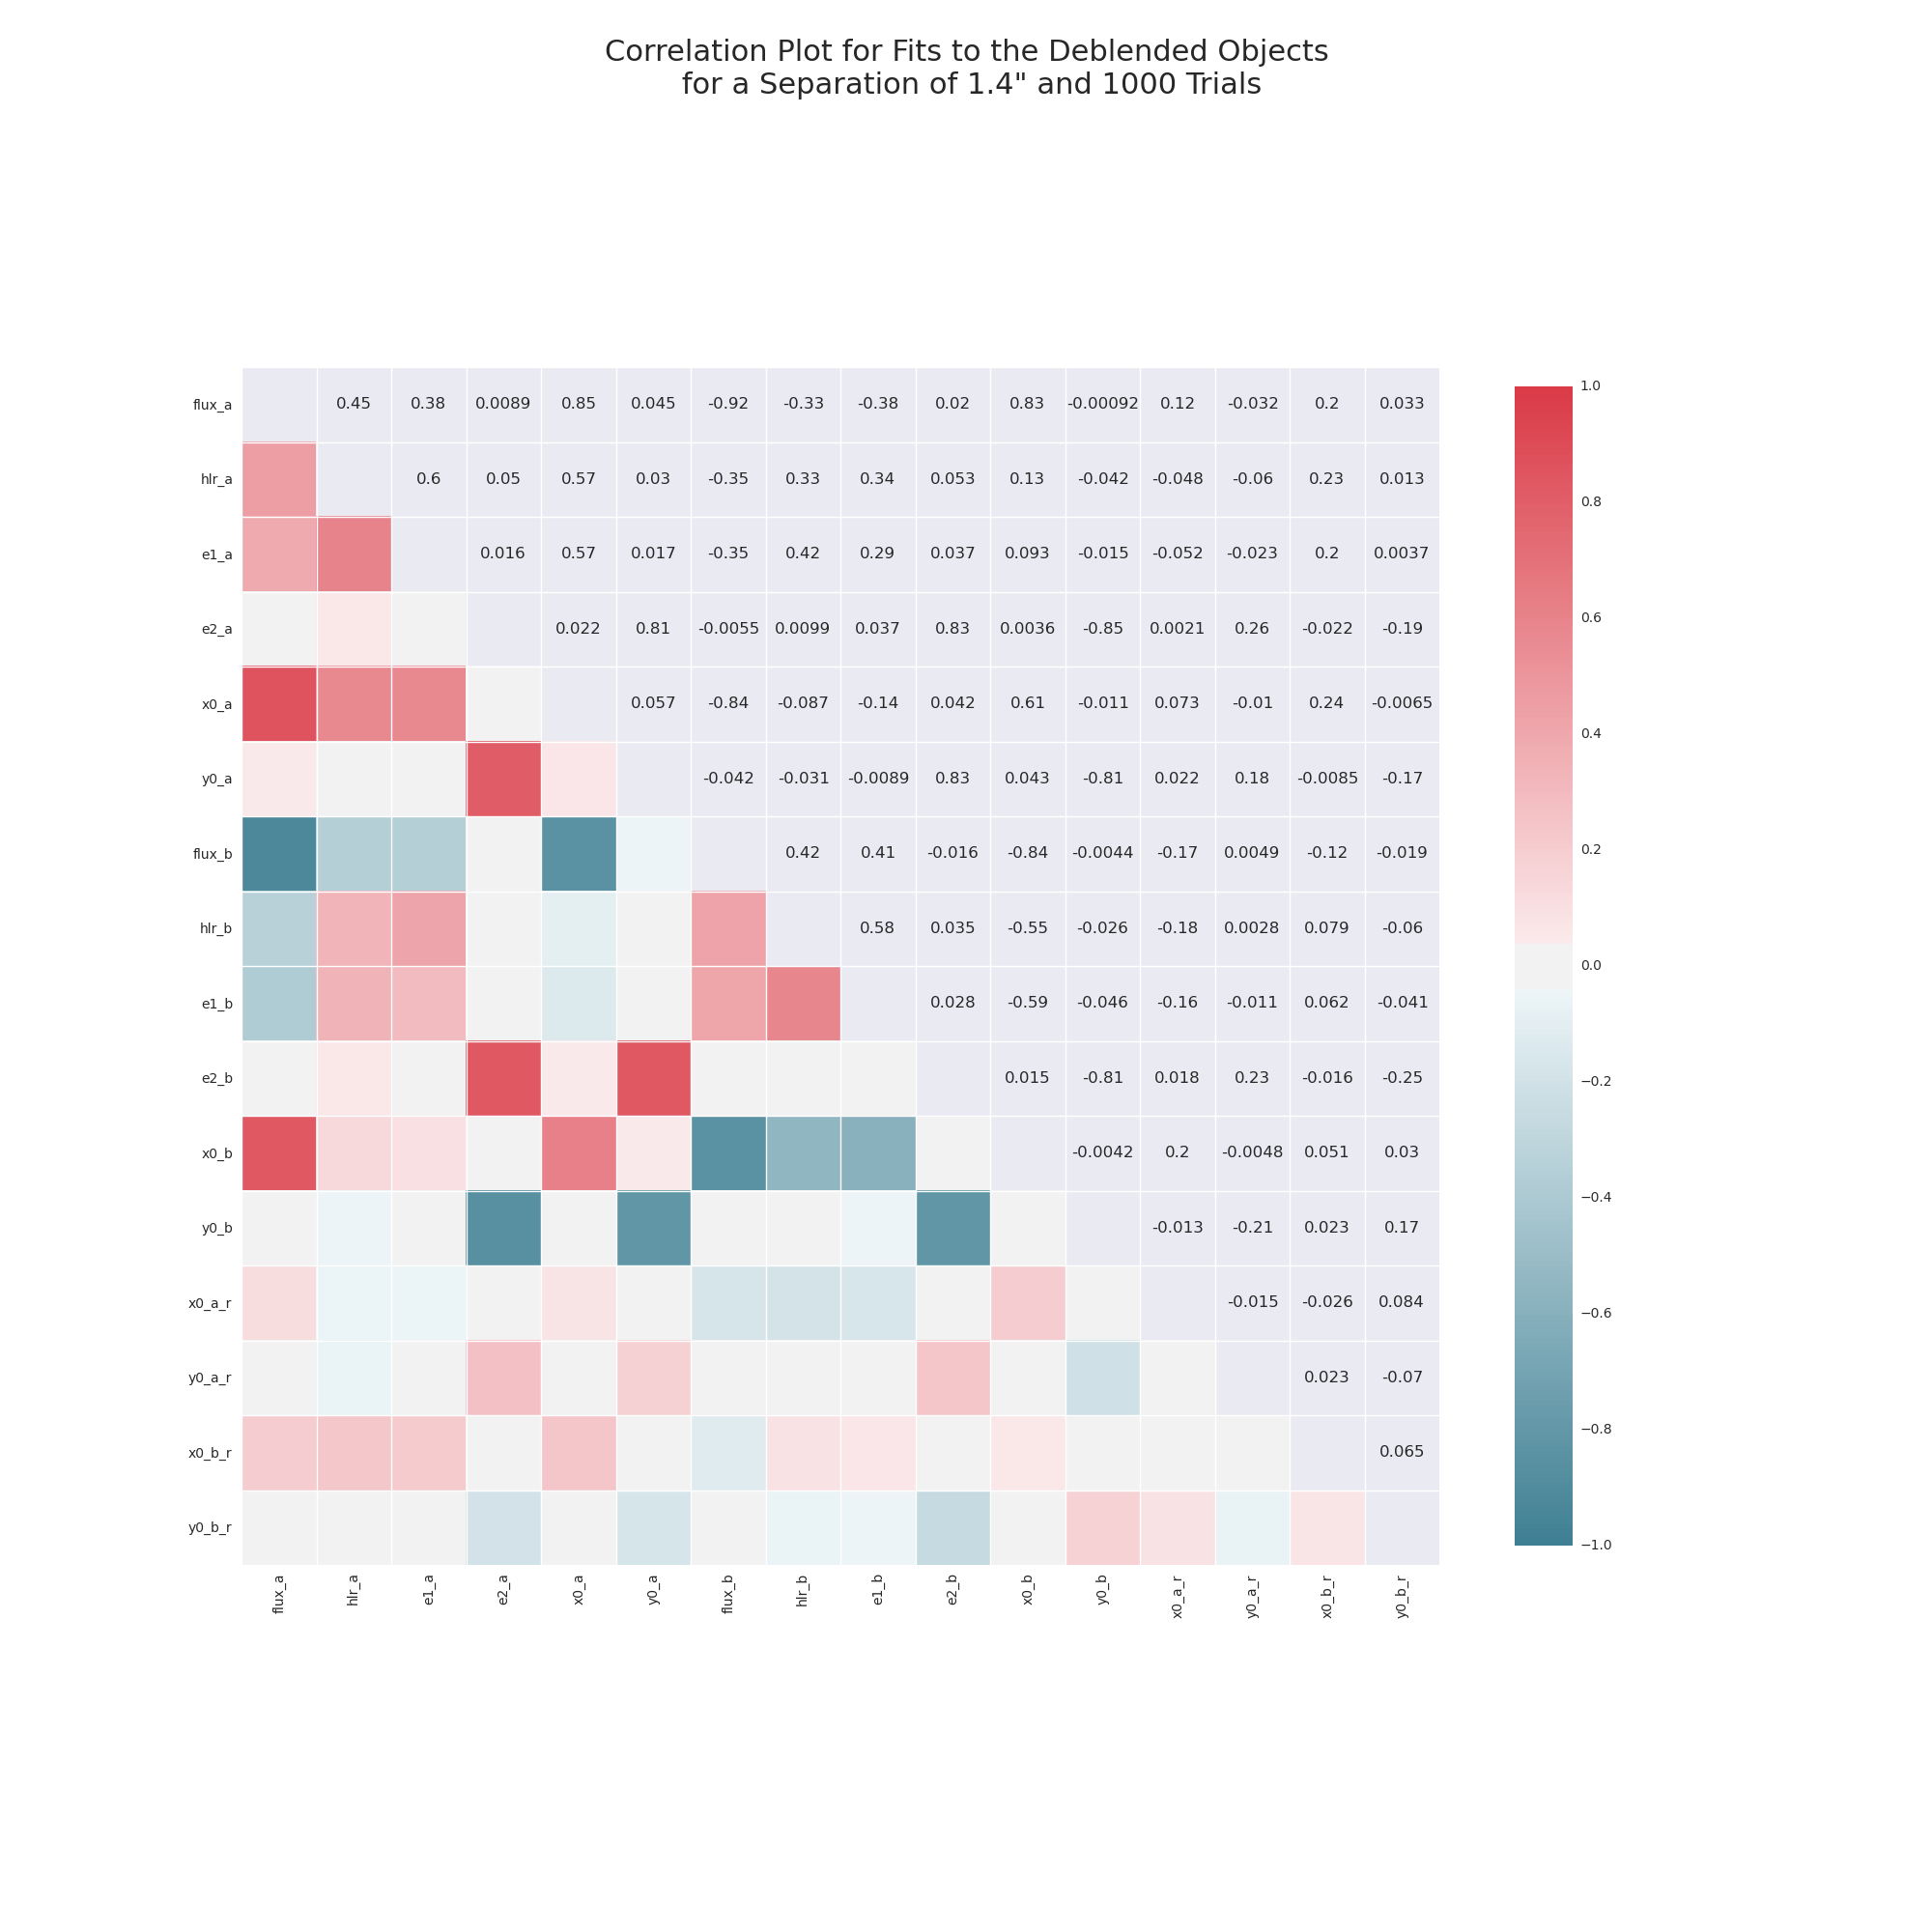 Correlation Plot for Fits to the Deblended Objects
for a Separation of 1.4" and 1000 Trials
flux_a 0.45 0.38 0.0089 0.85 0.045 -0.92 -0.33 -0.38 0.02 0.83 -0.00092 0.12 -0.032 0.2 0.033
hlr_a 0.6 0.05 0.57 0.03 -0.35 0.33 0.34 0.053 0.13 -0.042 -0.048 -0.06 0.23 0.013
e1_a 0.016 0.57 0.017 -0.35 0.42 0.29 0.037 0.093 -0.015 -0.052 -0.023 0.2 0.0037
e2_a 0.022 0.81 -0.0055 0.0099 0.037 0.83 0.0036 -0.85 0.0021 0.26 -0.022 -0.19
x0_a 0.057 -0.84 -0.087 -0.14 0.042 0.61 -0.011 0.073 -0.01 0.24 -0.0065
y0_a -0.042 -0.031 -0.0089 0.83 0.043 -0.81 0.022 0.18 -0.0085 -0.17
flux_b 0.42 0.41 -0.016 -0.84 -0.0044 -0.17 0.0049 -0.12 -0.019
hlr_b 0.58 0.035 -0.55 -0.026 -0.18 0.0028 0.079 -0.06
e1_b 0.028 -0.59 -0.046 -0.16 -0.011 0.062 -0.041
e2_b 0.015 -0.81 0.018 0.23 -0.016 -0.25
x0_b -0.0042 0.2 -0.0048 0.051 0.03
y0_b -0.013 -0.21 0.023 0.17
x0_a_r -0.015 -0.026 0.084
y0_a_r 0.023 -0.07
x0_b_r 0.065
y0_b_r
flux_a hlr_a e1_a e2_a x0_a y0_a flux_b hlr_b e1_b e2_b x0_b y0_b x0_a_r y0_a_r x0_b_r y0_b_r
1.0
0.8
0.6
0.4
0.2
0.0
−0.2
−0.4
−0.6
−0.8
−1.0